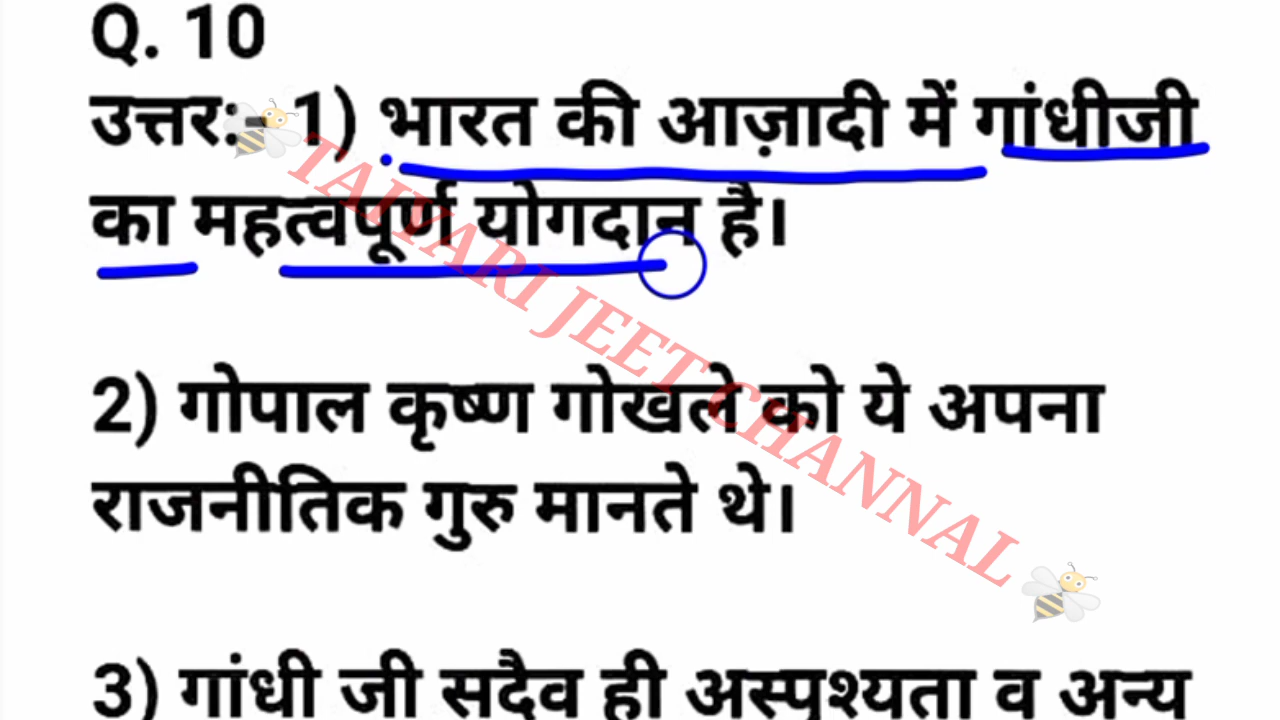 Q. 10
उत्तर:- 1) भारत की आज़ादी में गांधीजी
का महत्वपूर्ण योगदान है।
2) गोपाल कृष्ण गोखले को ये अपना
राजनीतिक गुरु मानते थे।
3) गांधी जी सदैव ही अस्पृश्यता व अन्य
TAIYARI JEET CHANNAL